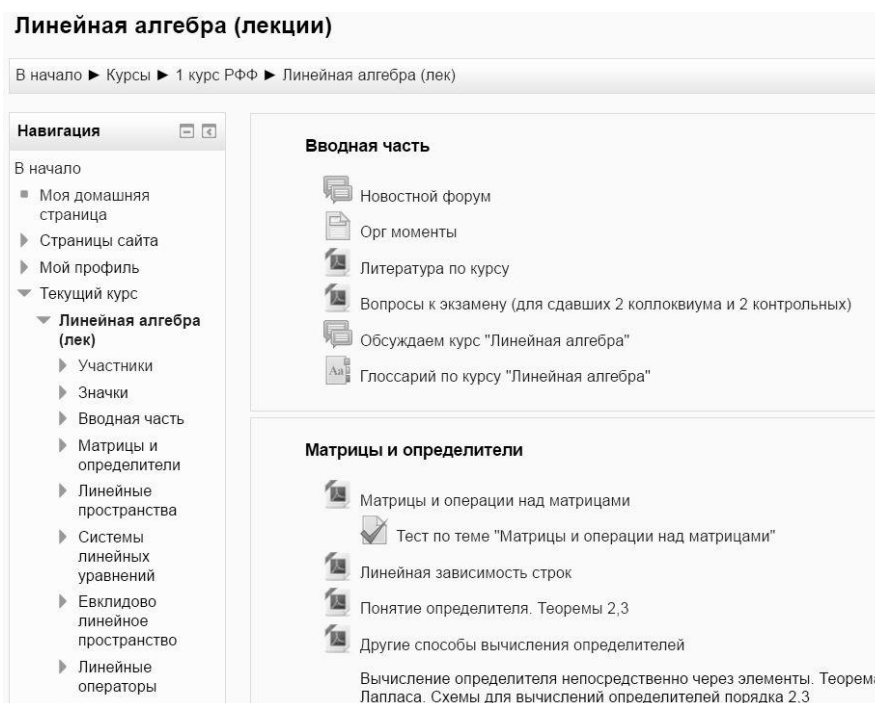 Линейная алгебра (лекции)
В начало ► Курсы ► 1 курс РФФ ► Линейная алгебра (лек)
Навигация
В начало
Моя домашняя
страница
Страницы сайта
Мой профиль
Текущий курс
Линейная алгебра
(лек)
Участники
Значки
Вводная часть
Матрицы и
определители
Линейные
пространства
Системы
линейных
уравнений
Евклидово
линейное
пространство
Линейные
операторы
Вводная часть
Новостной форум
Орг моменты
Литература по курсу
Вопросы к экзамену (для сдавших 2 коллоквиума и 2 контрольных)
Обсуждаем курс "Линейная алгебра"
Aa
Глоссарий по курсу "Линейная алгебра"
Матрицы и определители
Матрицы и операции над матрицами
Тест по теме "Матрицы и операции над матрицами"
Линейная зависимость строк
Понятие определителя. Теоремы 2,3
Другие способы вычисления определителей
Вычисление определителя непосредственно через элементы. Теорема
Лапласа. Схемы для вычислений определителей порядка 2,3